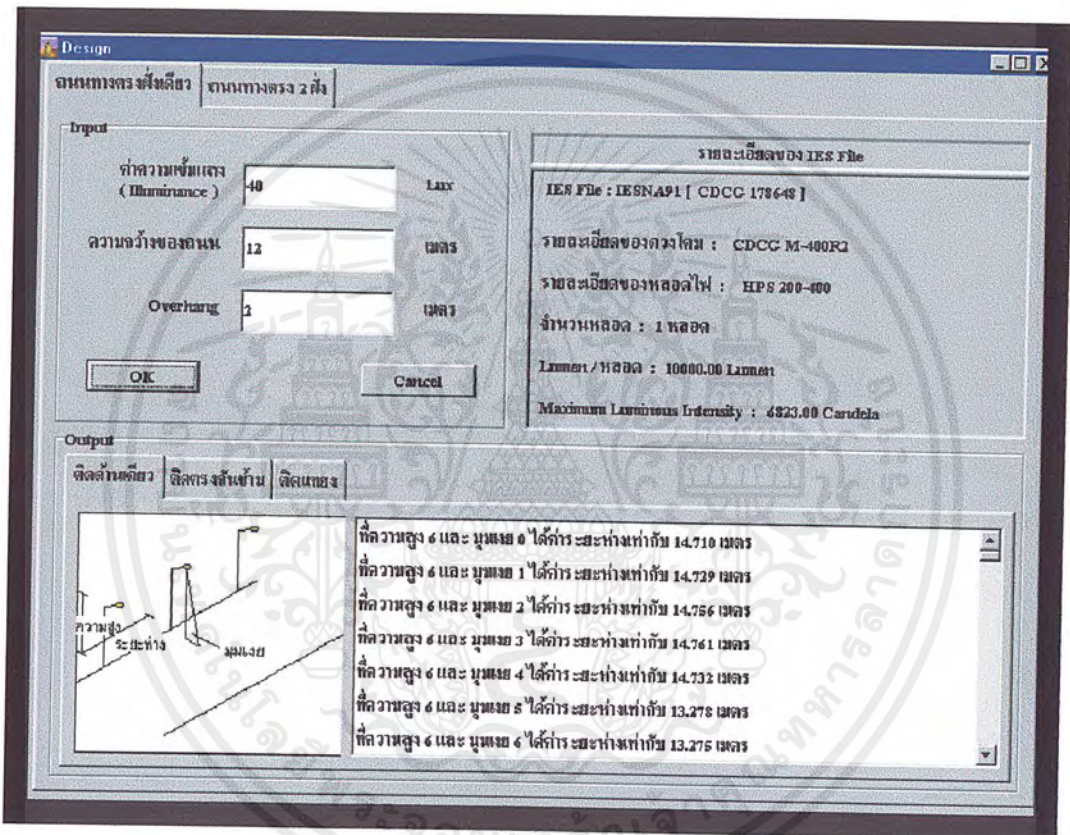 Design
ถนนทางตรงฝั่งเดียว ถนนทางตรง 2 ฝั่ง
Input
ค่าความเข้มแสง
( Illuminance )
40
Lux
ความกว้างของถนน
12
เมตร
Overhang
2
เมตร
OK
Cancel
รายละเอียดของ IES File
IES File : IESNA91 [ CDCG 178648 ]
รายละเอียดของดวงโคม : CDCG M-400R2
รายละเอียดของหลอดไฟ : HPS 200-400
จำนวนหลอด : 1 หลอด
Lumen / หลอด : 10000.00 Lumen
Maximum Luminous Intensity : 6823.00 Candela
Output
ติดด้านเดียว ติดตรงกันข้าม ติดแทยง
ความสูง
ระยะห่าง
มุมเงย
ที่ความสูง 6 และ มุมเงย 0 ได้ค่าระยะห่างเท่ากับ 14.710 เมตร
ที่ความสูง 6 และ มุมเงย 1 ได้ค่าระยะห่างเท่ากับ 14.729 เมตร
ที่ความสูง 6 และ มุมเงย 2 ได้ค่าระยะห่างเท่ากับ 14.756 เมตร
ที่ความสูง 6 และ มุมเงย 3 ได้ค่าระยะห่างเท่ากับ 14.761 เมตร
ที่ความสูง 6 และ มุมเงย 4 ได้ค่าระยะห่างเท่ากับ 14.732 เมตร
ที่ความสูง 6 และ มุมเงย 5 ได้ค่าระยะห่างเท่ากับ 13.278 เมตร
ที่ความสูง 6 และ มุมเงย 6 ได้ค่าระยะห่างเท่ากับ 13.275 เมตร